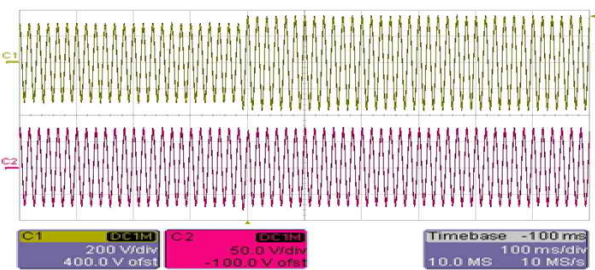 C1
C2
C1 DC1M
200 V/div
400.0 V ofst
C2 DC1M
50.0 V/div
-100.0 V ofst
Timebase -100 ms
100 ms/div
10.0 MS 10 MS/s